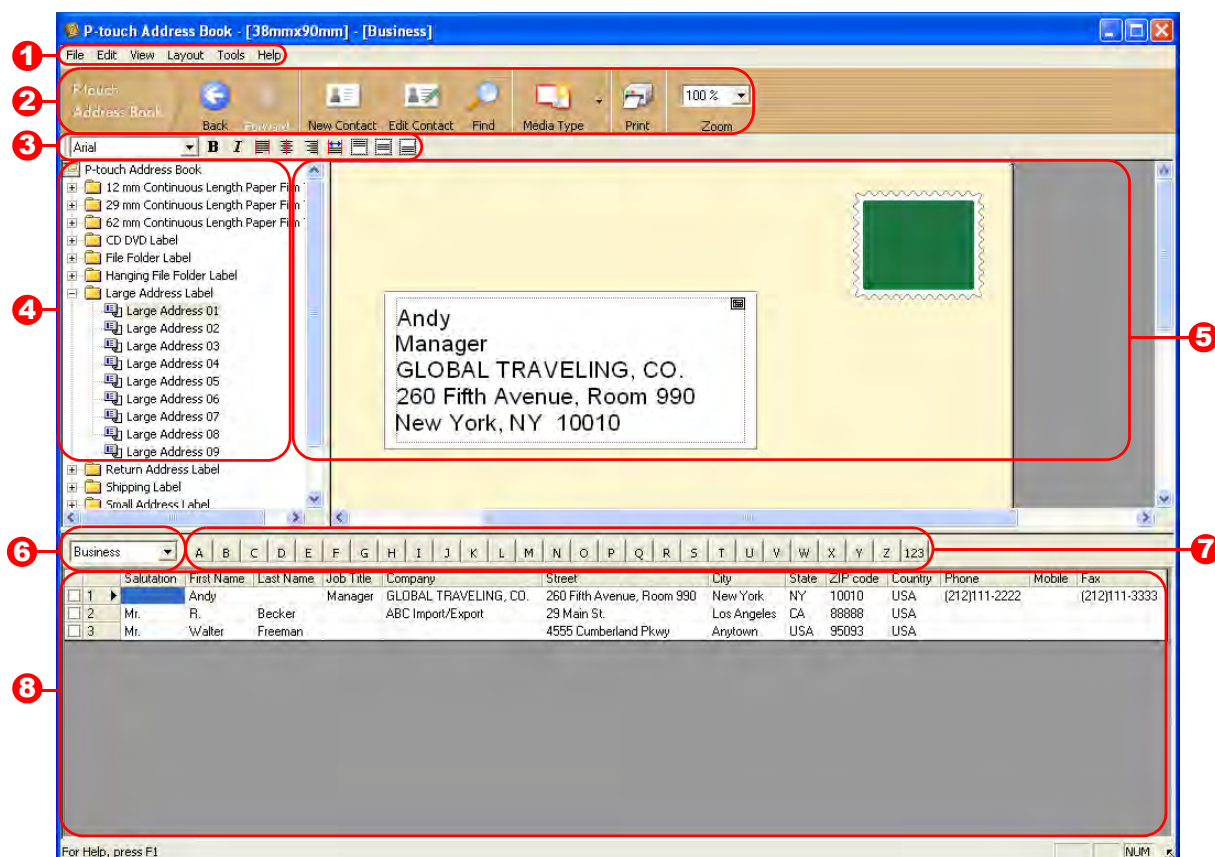 P-touch Address Book - [38mmx90mm] - [Business]
1
File Edit View Layout Tools Help
2
P-touch
Address Book
Back Forward New Contact Edit Contact Find Media Type Print 100 % Zoom
3
Arial B I
4
P-touch Address Book
12 mm Continuous Length Paper Film
29 mm Continuous Length Paper Film
62 mm Continuous Length Paper Film
CD DVD Label
File Folder Label
Hanging File Folder Label
Large Address Label
Large Address 01
Large Address 02
Large Address 03
Large Address 04
Large Address 05
Large Address 06
Large Address 07
Large Address 08
Large Address 09
Return Address Label
Shipping Label
Small Address Label
Andy
Manager
GLOBAL TRAVELING, CO.
260 Fifth Avenue, Room 990
New York, NY 10010
5
6
Business
A B C D E F G H I J K L M N O P Q R S T U V W X Y Z 123
7
8
Salutation First Name Last Name Job Title Company Street City State ZIP code Country Phone Mobile Fax
1 Andy Manager GLOBAL TRAVELING, CO. 260 Fifth Avenue, Room 990 New York NY 10010 USA (212)111-2222 (212)111-3333
2 Mr. R. Becker ABC Import/Export 29 Main St. Los Angeles CA 88888 USA
3 Mr. Walter Freeman 4555 Cumberland Pkwy Anytown USA 95093 USA
For Help, press F1
NUM